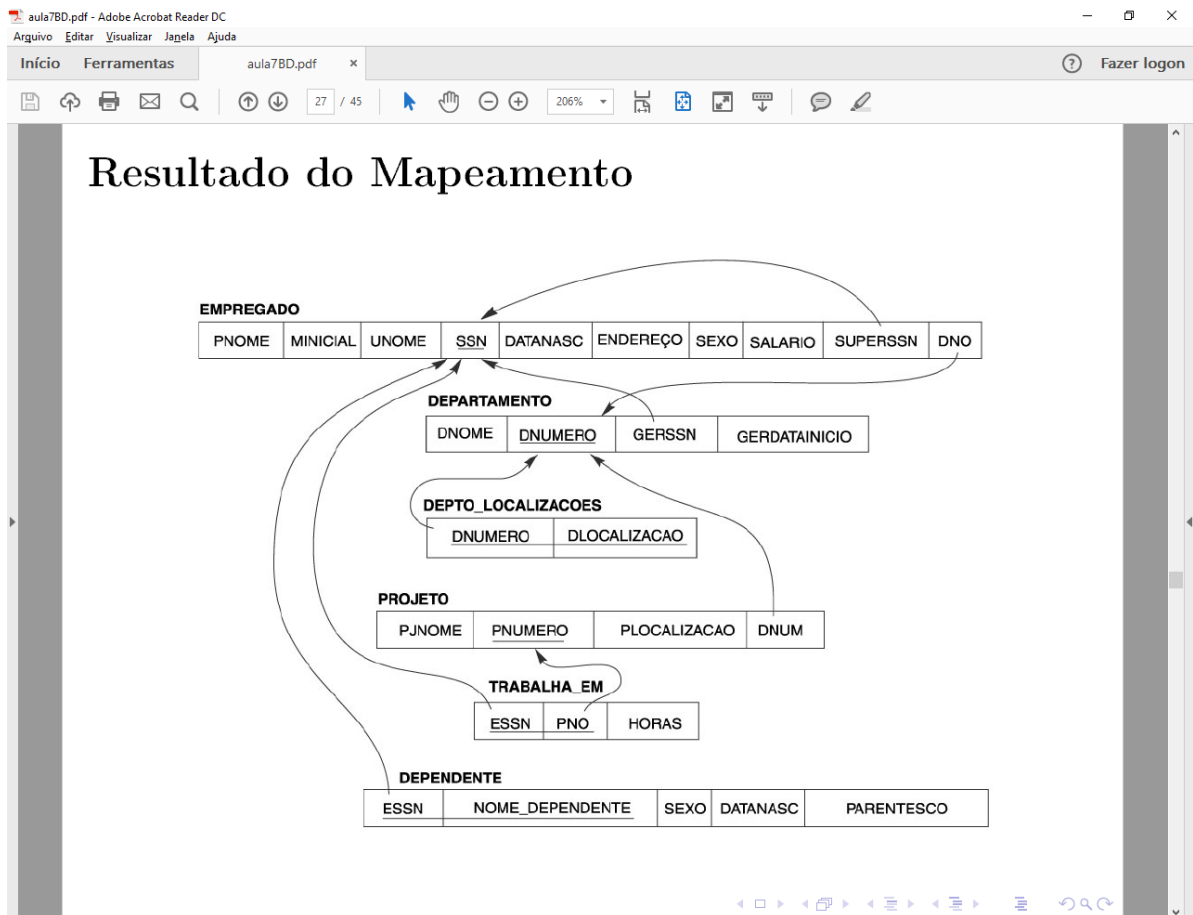 aula7BD.pdf - Adobe Acrobat Reader DC
Arquivo Editar Visualizar Janela Ajuda
Início Ferramentas aula7BD.pdf × Fazer logon
27 / 45 206%
Resultado do Mapeamento
EMPREGADO
PNOME MINICIAL UNOME SSN DATANASC ENDEREÇO SEXO SALARIO SUPERSSN DNO
DEPARTAMENTO
DNOME DNUMERO GERSSN GERDATAINICIO
DEPTO_LOCALIZACOES
DNUMERO DLOCALIZACAO
PROJETO
PJNOME PNUMERO PLOCALIZACAO DNUM
TRABALHA_EM
ESSN PNO HORAS
DEPENDENTE
ESSN NOME_DEPENDENTE SEXO DATANASC PARENTESCO